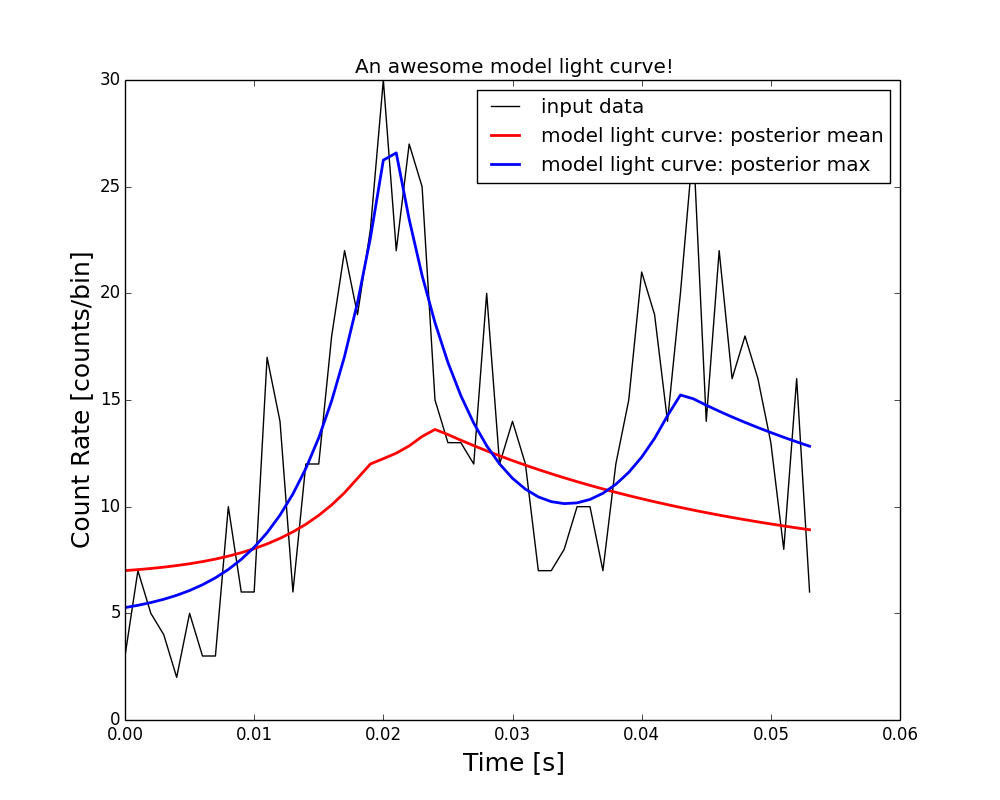 An awesome model light curve!
input data
model light curve: posterior mean
model light curve: posterior max
Count Rate [counts/bin]
30
25
20
15
10
5
0
0.00 0.01 0.02 0.03 0.04 0.05 0.06
Time [s]